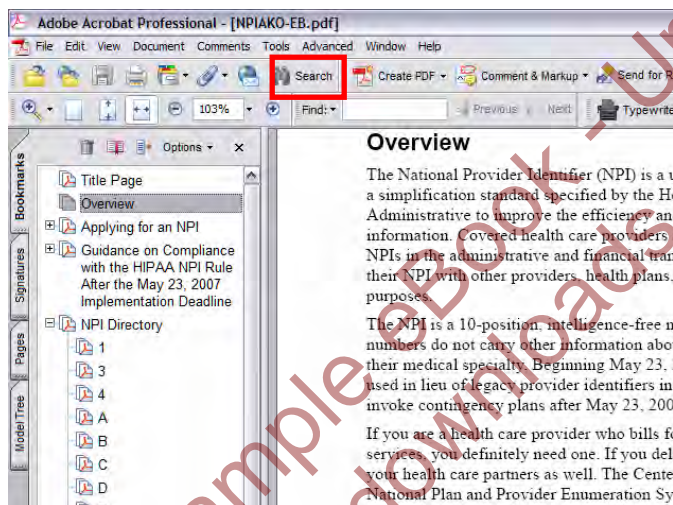 Adobe Acrobat Professional - [NPIAKO-EB.pdf]
File Edit View Document Comments Tools Advanced Window Help
Search Create PDF Comment & Markup Send for R
103% Find: Previous Next Typewrite
Options x
Bookmarks
Signatures
Pages
Model Tree
Title Page
Overview
Applying for an NPI
Guidance on Compliance
with the HIPAA NPI Rule
After the May 23, 2007
Implementation Deadline
NPI Directory
1
3
4
A
B
C
D
Overview
The National Provider Identifier (NPI) is a u
a simplification standard specified by the He
Administrative to improve the efficiency an
information. Covered health care providers
NPIs in the administrative and financial tran
their NPI with other providers, health plans,
purposes.
The NPI is a 10-position, intelligence-free n
numbers do not carry other information abou
their medical specialty. Beginning May 23,
used in lieu of legacy provider identifiers in
invoke contingency plans after May 23, 200
If you are a health care provider who bills fo
services, you definitely need one. If you del
your health care partners as well. The Cente
National Plan and Provider Enumeration Sy
ample eBook - U
downloads